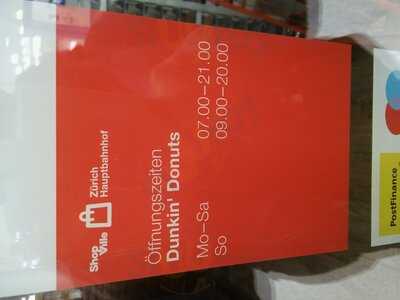 Shop
Ville
Zürich
Hauptbahnhof
Öffnungszeiten
Dunkin' Donuts
Mo–Sa 07.00–21.00
So 09.00–20.00
PostFinance